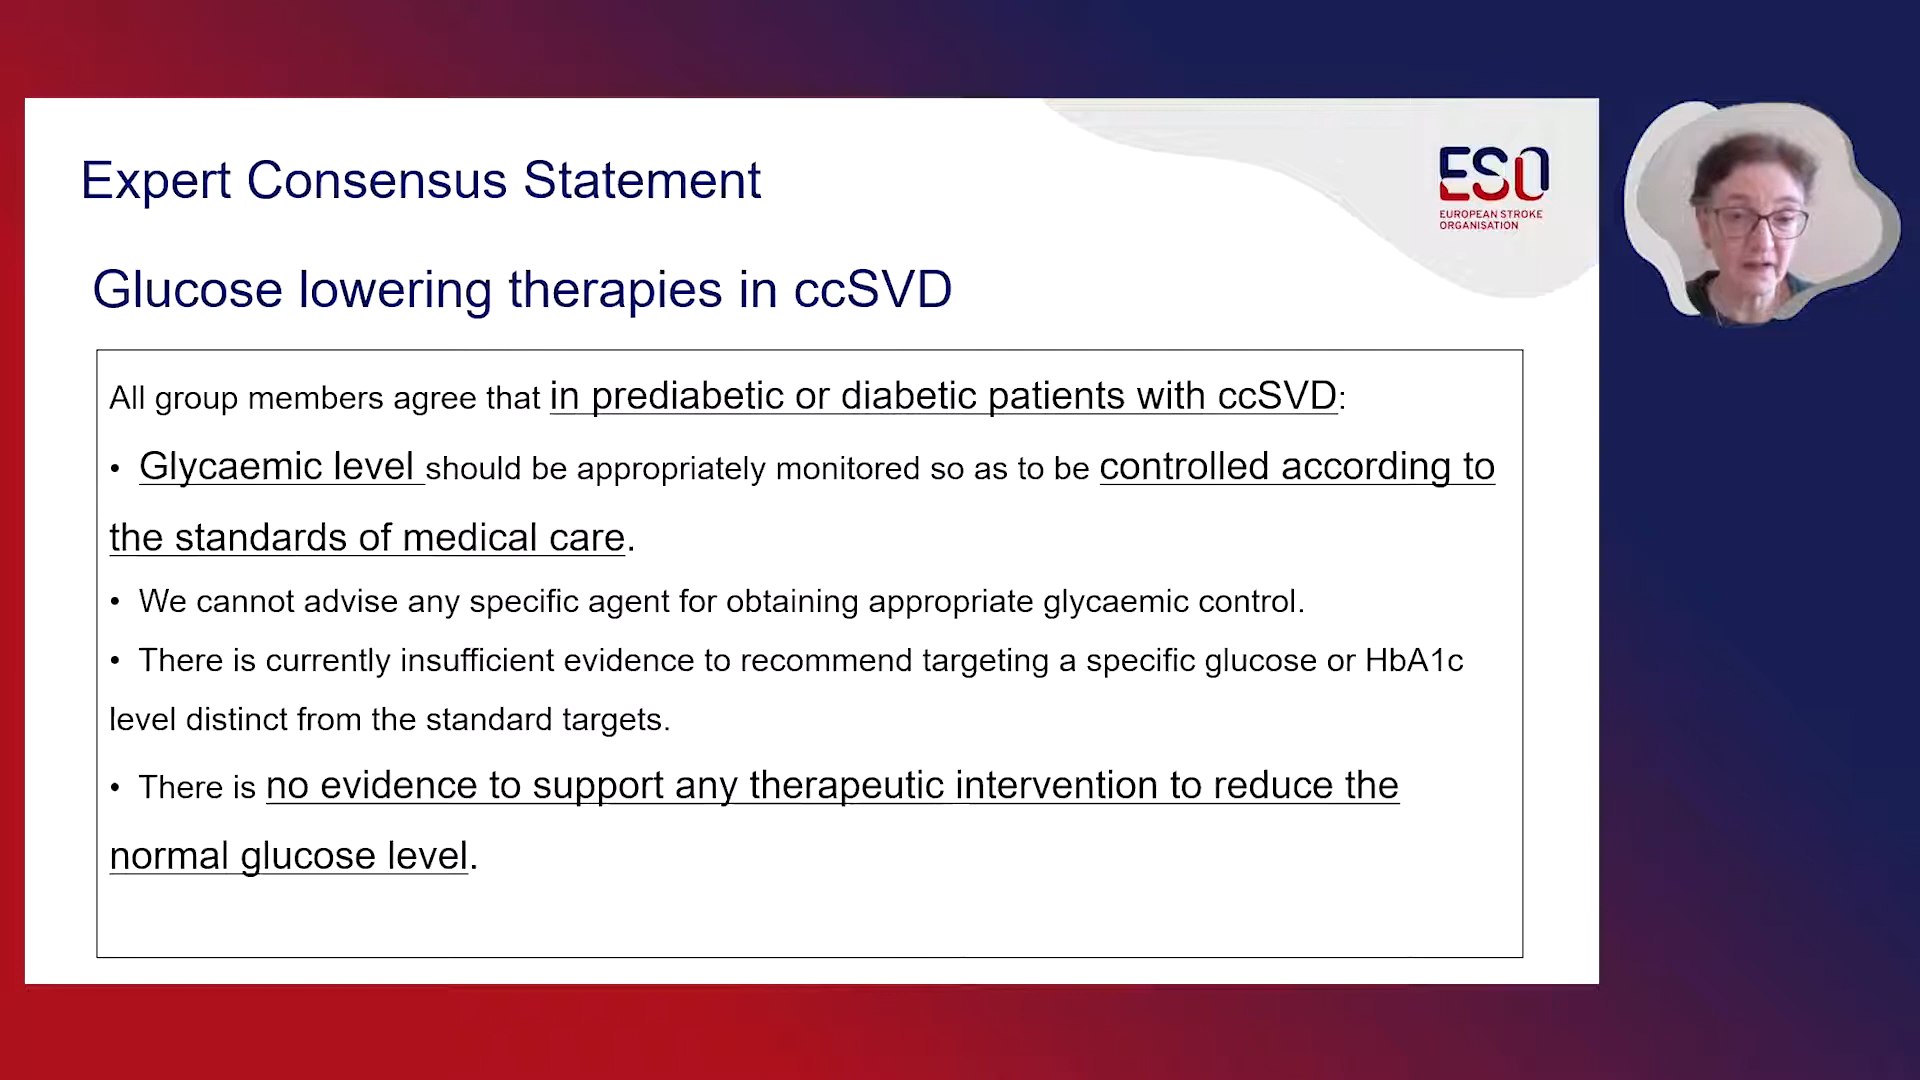 Expert Consensus Statement
ESO
EUROPEAN STROKE
ORGANISATION
Glucose lowering therapies in ccSVD
All group members agree that in prediabetic or diabetic patients with ccSVD:
• Glycaemic level should be appropriately monitored so as to be controlled according to
the standards of medical care.
• We cannot advise any specific agent for obtaining appropriate glycaemic control.
• There is currently insufficient evidence to recommend targeting a specific glucose or HbA1c
level distinct from the standard targets.
• There is no evidence to support any therapeutic intervention to reduce the
normal glucose level.